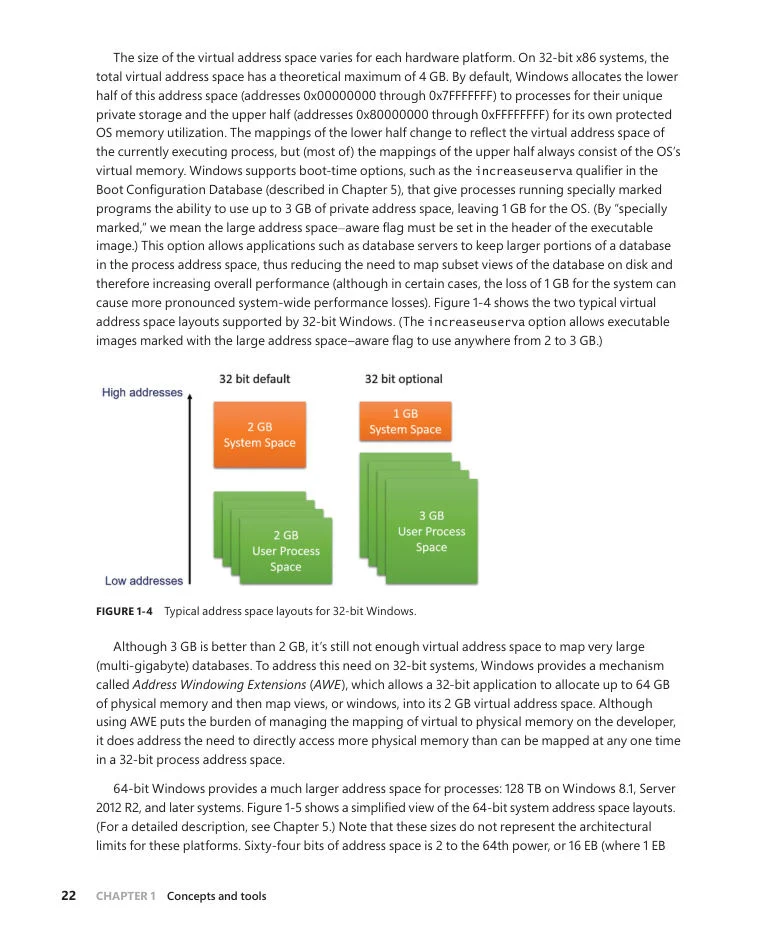 The size of the virtual address space varies for each hardware platform. On 32-bit x86 systems, the
total virtual address space has a theoretical maximum of 4 GB. By default, Windows allocates the lower
half of this address space (addresses 0x00000000 through 0x7FFFFFFF) to processes for their unique
private storage and the upper half (addresses 0x80000000 through 0xFFFFFFFF) for its own protected
OS memory utilization. The mappings of the lower half change to reflect the virtual address space of
the currently executing process, but (most of) the mappings of the upper half always consist of the OS’s
virtual memory. Windows supports boot-time options, such as the increaseuserva qualifier in the
Boot Configuration Database (described in Chapter 5), that give processes running specially marked
programs the ability to use up to 3 GB of private address space, leaving 1 GB for the OS. (By “specially
marked,” we mean the large address space–aware flag must be set in the header of the executable
image.) This option allows applications such as database servers to keep larger portions of a database
in the process address space, thus reducing the need to map subset views of the database on disk and
therefore increasing overall performance (although in certain cases, the loss of 1 GB for the system can
cause more pronounced system-wide performance losses). Figure 1-4 shows the two typical virtual
address space layouts supported by 32-bit Windows. (The increaseuserva option allows executable
images marked with the large address space–aware flag to use anywhere from 2 to 3 GB.)
32 bit default
32 bit optional
High addresses
2 GB
System Space
1 GB
System Space
2 GB
User Process
Space
3 GB
User Process
Space
Low addresses
FIGURE 1-4 Typical address space layouts for 32-bit Windows.
Although 3 GB is better than 2 GB, it’s still not enough virtual address space to map very large
(multi-gigabyte) databases. To address this need on 32-bit systems, Windows provides a mechanism
called Address Windowing Extensions (AWE), which allows a 32-bit application to allocate up to 64 GB
of physical memory and then map views, or windows, into its 2 GB virtual address space. Although
using AWE puts the burden of managing the mapping of virtual to physical memory on the developer,
it does address the need to directly access more physical memory than can be mapped at any one time
in a 32-bit process address space.
64-bit Windows provides a much larger address space for processes: 128 TB on Windows 8.1, Server
2012 R2, and later systems. Figure 1-5 shows a simplified view of the 64-bit system address space layouts.
(For a detailed description, see Chapter 5.) Note that these sizes do not represent the architectural
limits for these platforms. Sixty-four bits of address space is 2 to the 64th power, or 16 EB (where 1 EB
22 CHAPTER 1 Concepts and tools